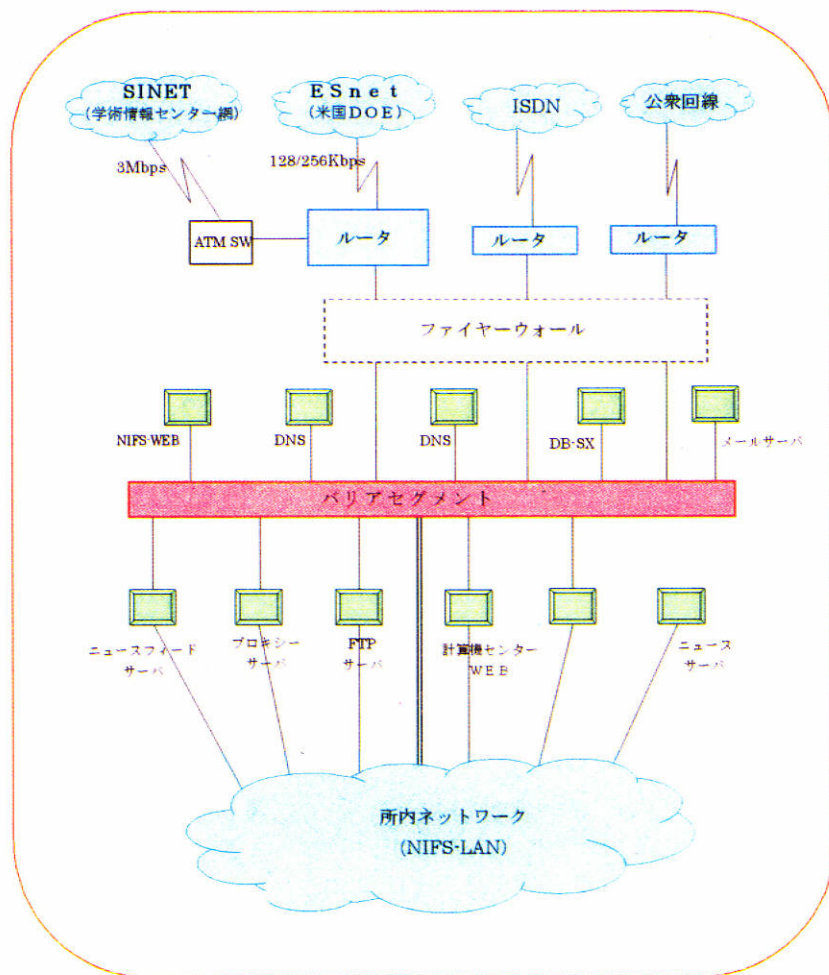 SINET
(学術情報センター網)
ESnet
(米国DOE)
ISDN
公衆回線
3Mbps
128/256Kbps
ATM SW
ルータ
ルータ
ルータ
ファイヤーウォール
NIFS-WEB
DNS
DNS
DB-SX
メールサーバ
バリアセグメント
ニュースフィード
サーバ
プロキシー
サーバ
FTP
サーバ
計算機センター
WEB
ニュース
サーバ
所内ネットワーク
(NIFS-LAN)